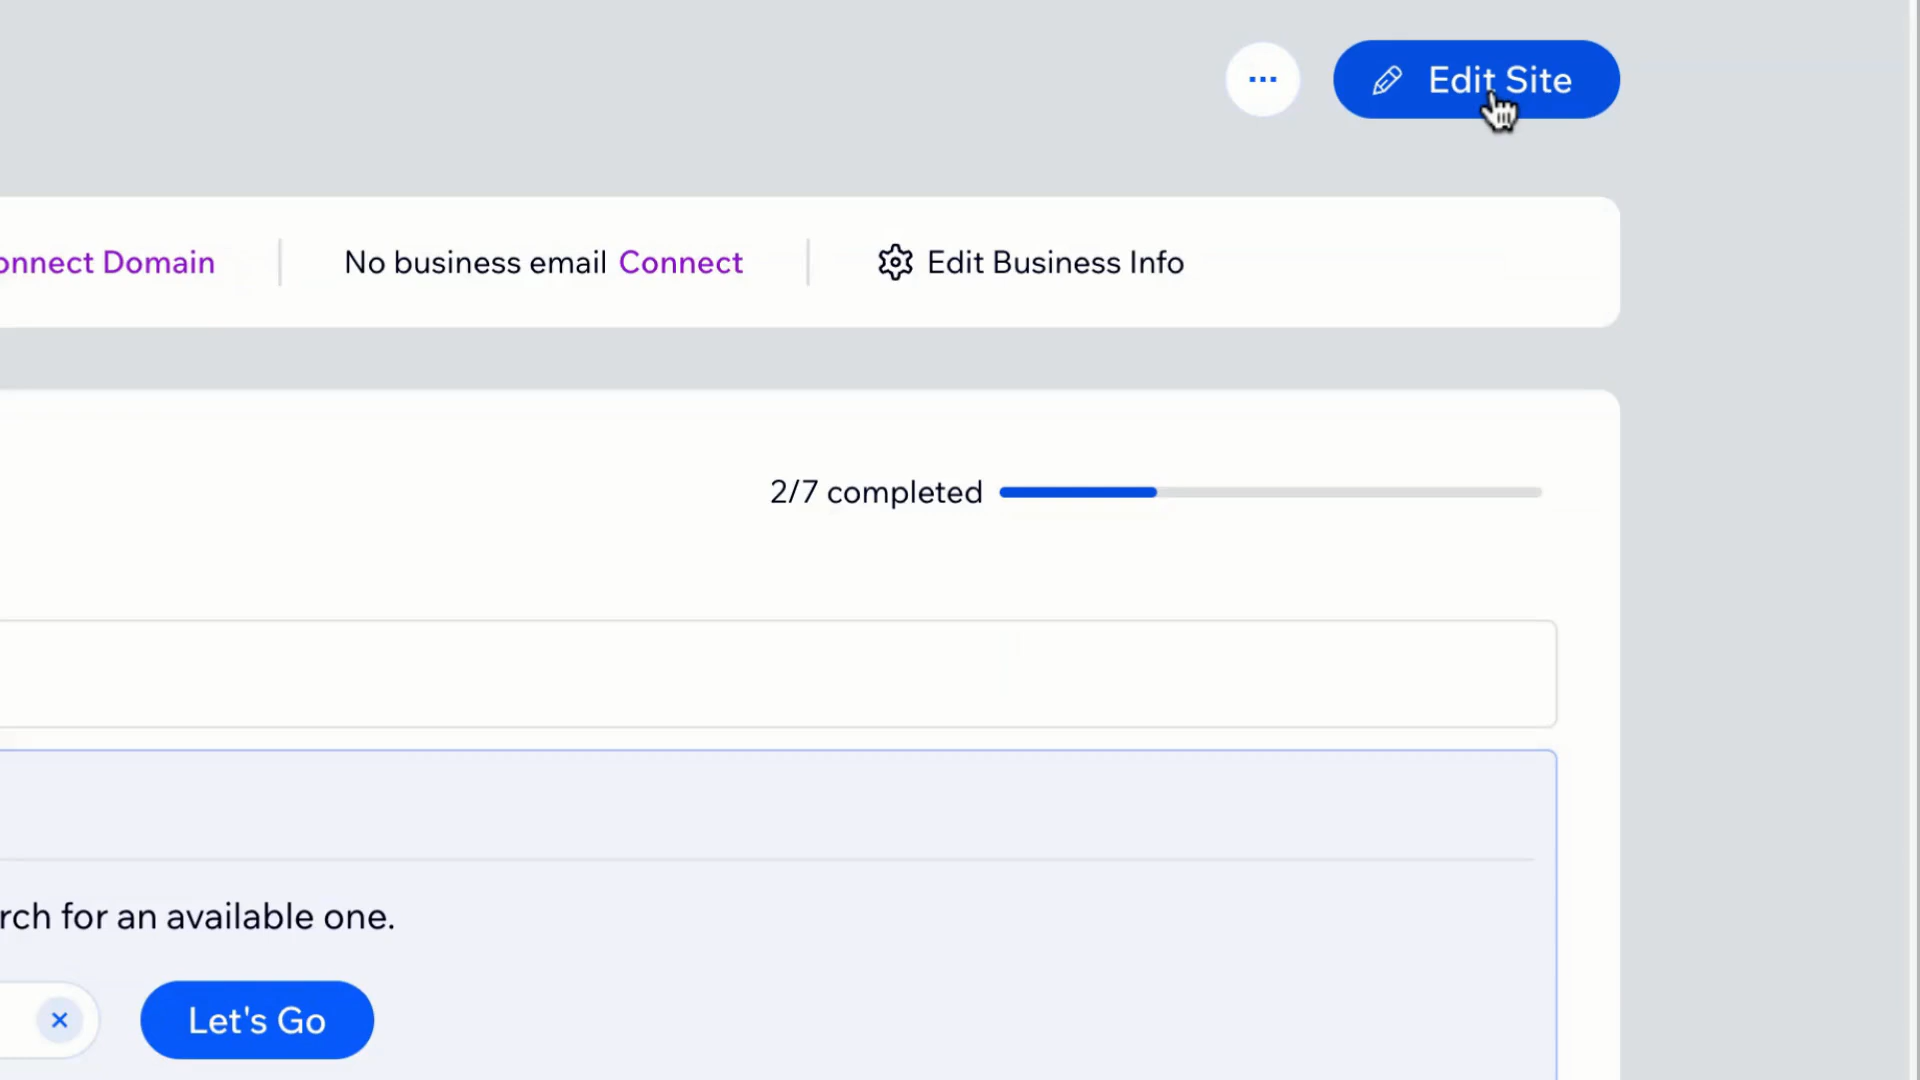 Edit Site
onnect Domain
No business email Connect
Edit Business Info
2/7 completed
rch for an available one.
Let's Go